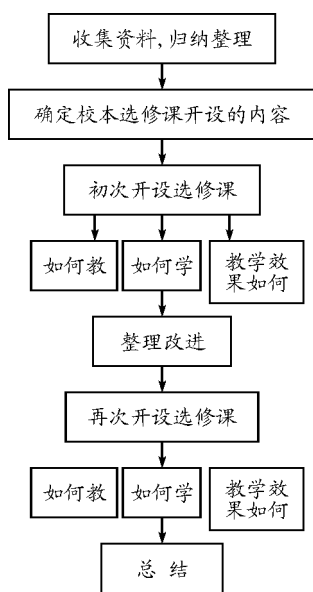 收集资料,归纳整理
确定校本选修课开设的内容
初次开设选修课
如何教
如何学
教学效
果如何
整理改进
再次开设选修课
如何教
如何学
教学效
果如何
总 结